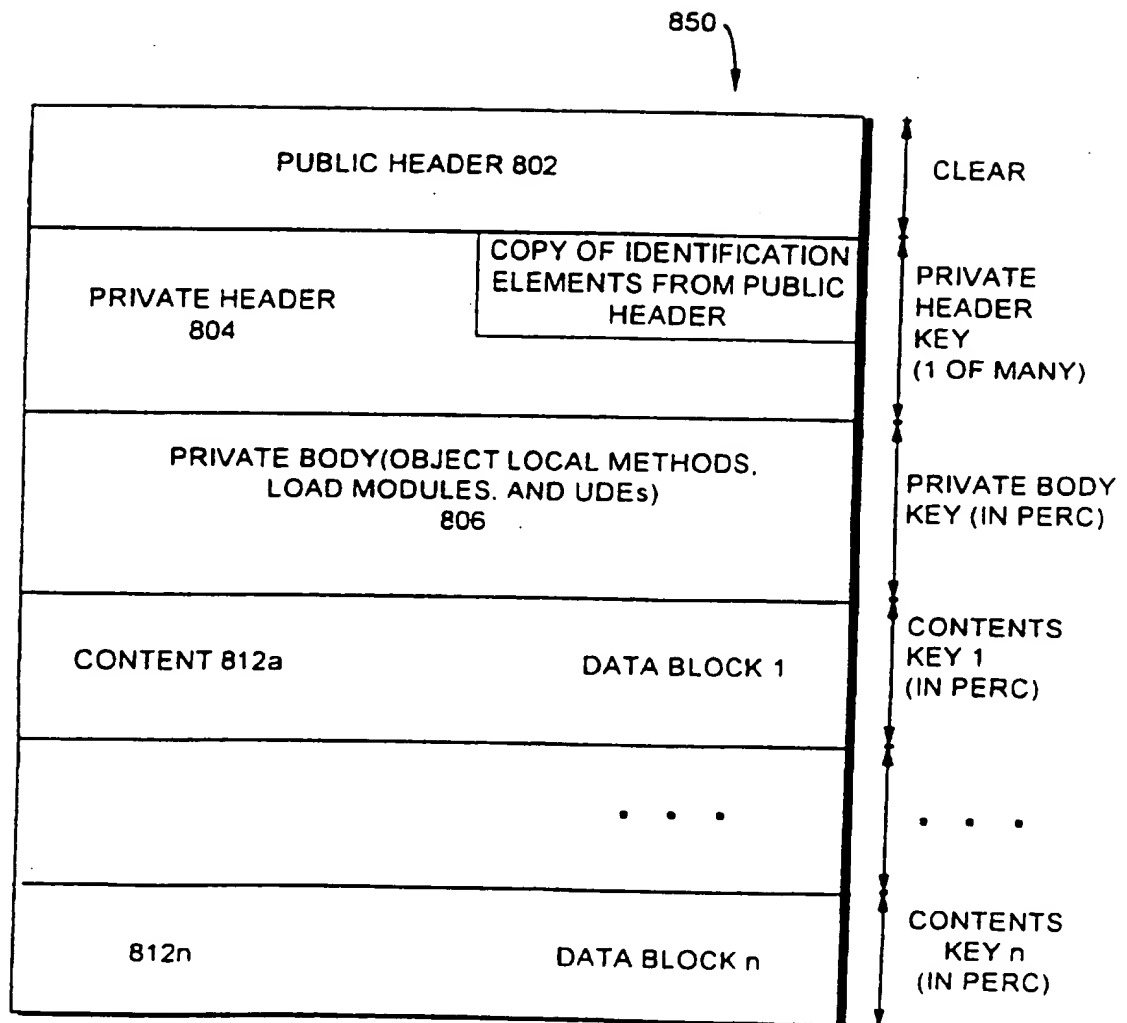 850
PUBLIC HEADER 802
CLEAR
PRIVATE HEADER
804
COPY OF IDENTIFICATION
ELEMENTS FROM PUBLIC
HEADER
PRIVATE
HEADER
KEY
(1 OF MANY)
PRIVATE BODY(OBJECT LOCAL METHODS,
LOAD MODULES, AND UDEs)
806
PRIVATE BODY
KEY (IN PERC)
CONTENT 812a
DATA BLOCK 1
CONTENTS
KEY 1
(IN PERC)
. . .
. . .
812n
DATA BLOCK n
CONTENTS
KEY n
(IN PERC)